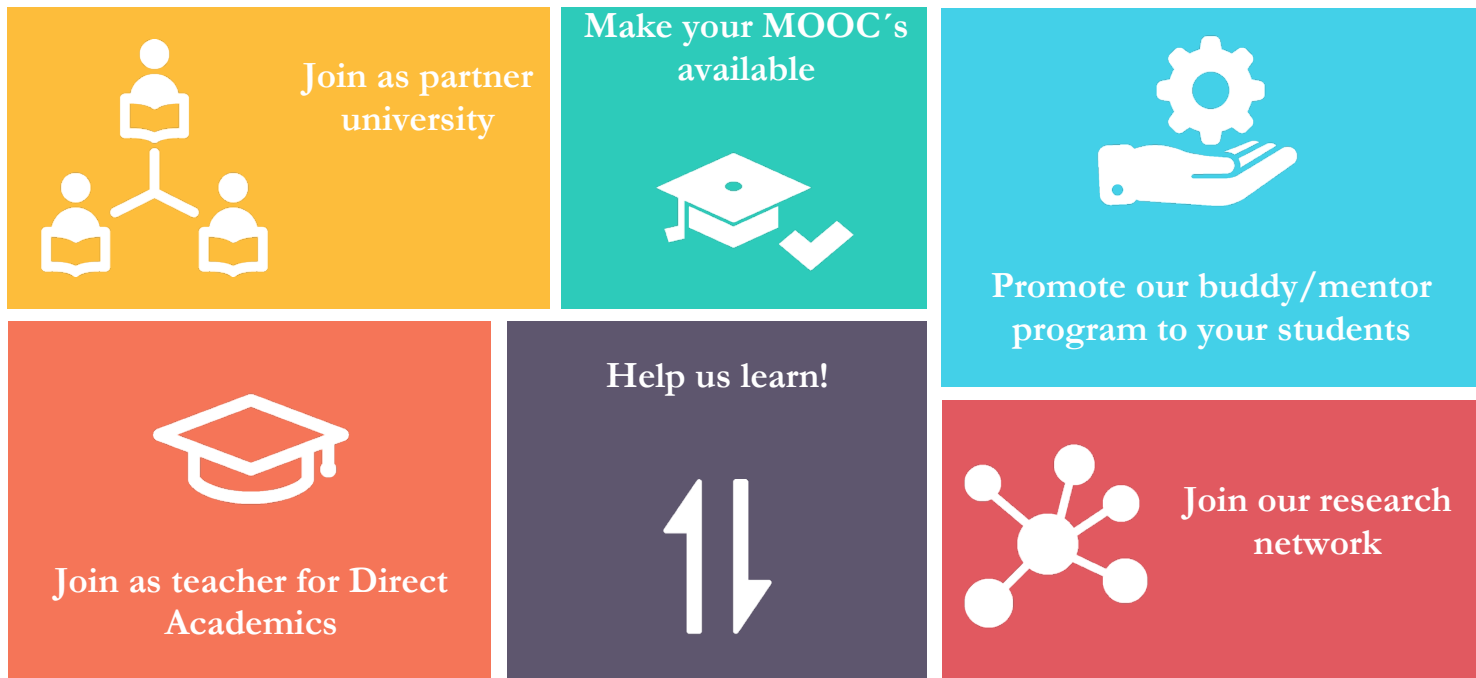 Join as partner
university
Make your MOOC´s
available
Promote our buddy/mentor
program to your students
Join as teacher for Direct
Academics
Help us learn!
Join our research
network